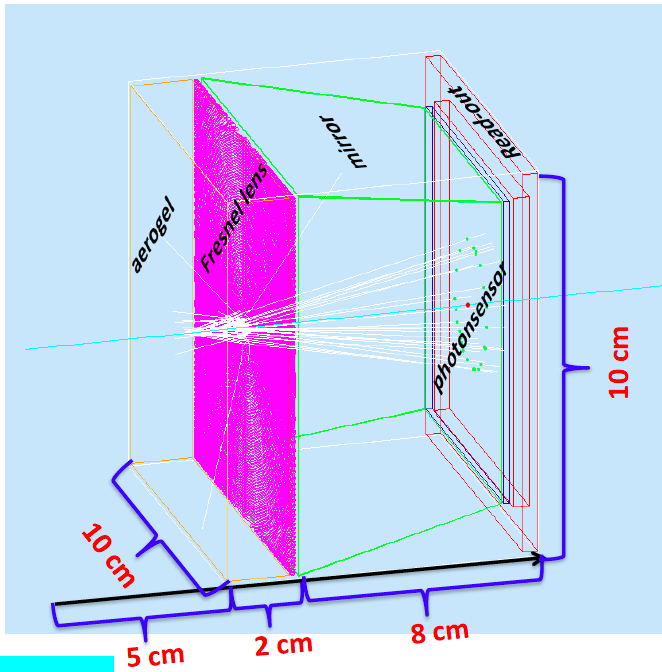 Read-out
mirror
Fresnel lens
aerogel
photonsensor
10 cm
10 cm
5 cm
2 cm
8 cm